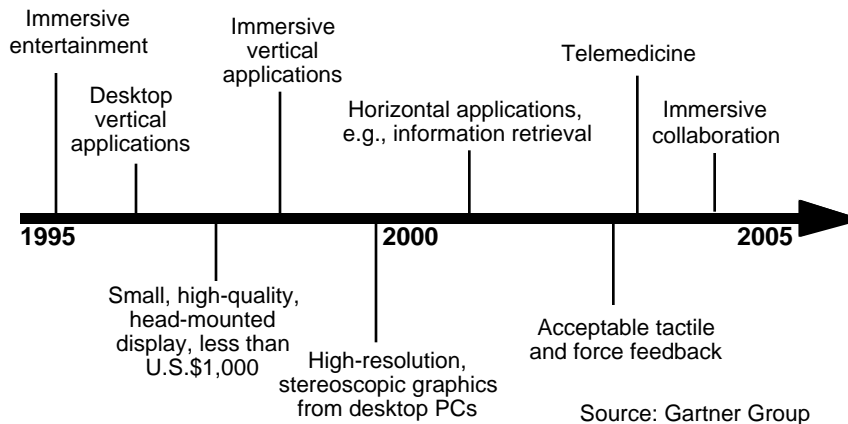 Immersive
entertainment
Desktop
vertical
applications
Immersive
vertical
applications
Horizontal applications,
e.g., information retrieval
Telemedicine
Immersive
collaboration
1995
2000
2005
Small, high-quality,
head-mounted
display, less than
U.S.$1,000
High-resolution,
stereoscopic graphics
from desktop PCs
Acceptable tactile
and force feedback
Source: Gartner Group